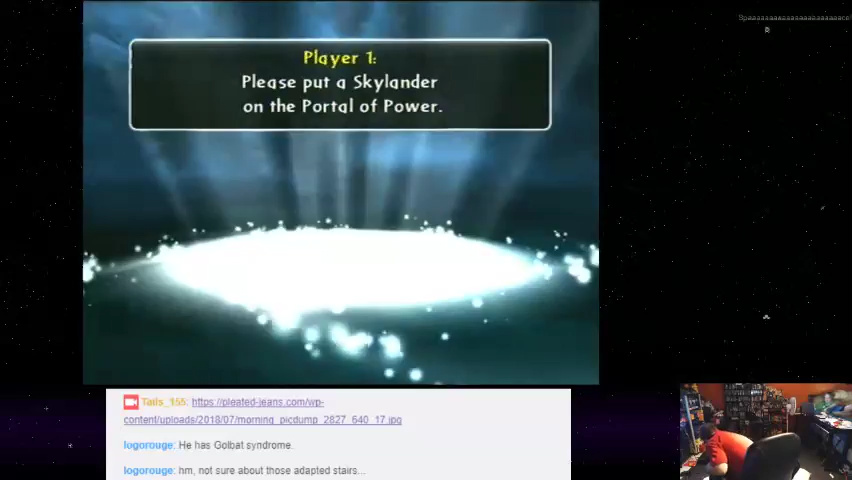 Player 1:
Please put a Skylander
on the Portal of Power.
Tails_155: https://pleated-jeans.com/wp-
content/uploads/2018/07/morning_picdump_2827_640_17.jpg
logorouge: He has Golbat syndrome.
logorouge: hm, not sure about those adapted stairs...